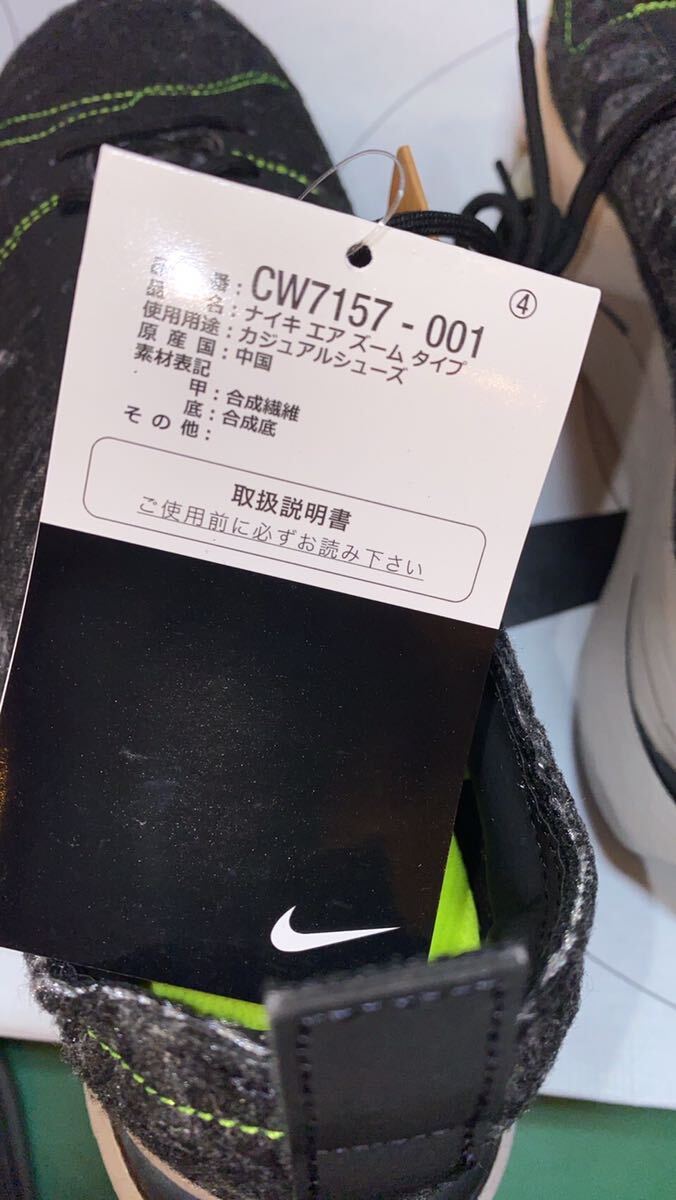 番 : CW7157 - 001
④
品 名 : ナイキ エア ズーム タイプ
使用用途 : カジュアルシューズ
原 産 国 : 中国
素材表記
甲 : 合成繊維
底 : 合成底
そ の 他 :
取扱説明書
ご使用前に必ずお読み下さい